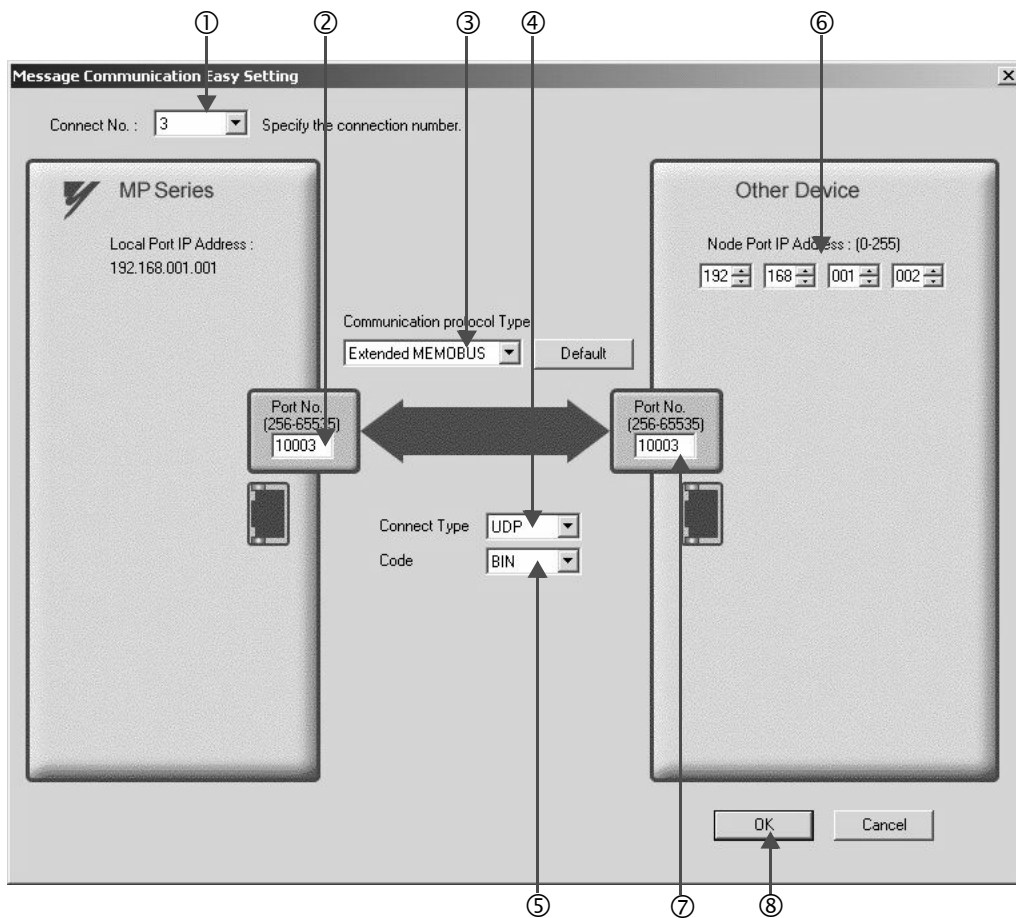 ① ② ③ ④ ⑥
Message Communication Easy Setting
Connect No. : 3 Specify the connection number.
MP Series
Local Port IP Address :
192.168.001.001
Other Device
Node Port IP Address : (0-255)
192 168 001 002
Communication protocol Type
Extended MEMOBUS Default
Port No.
(256-65535)
10003
Port No.
(256-65535)
10003
Connect Type UDP
Code BIN
OK Cancel
⑤ ⑦ ⑧